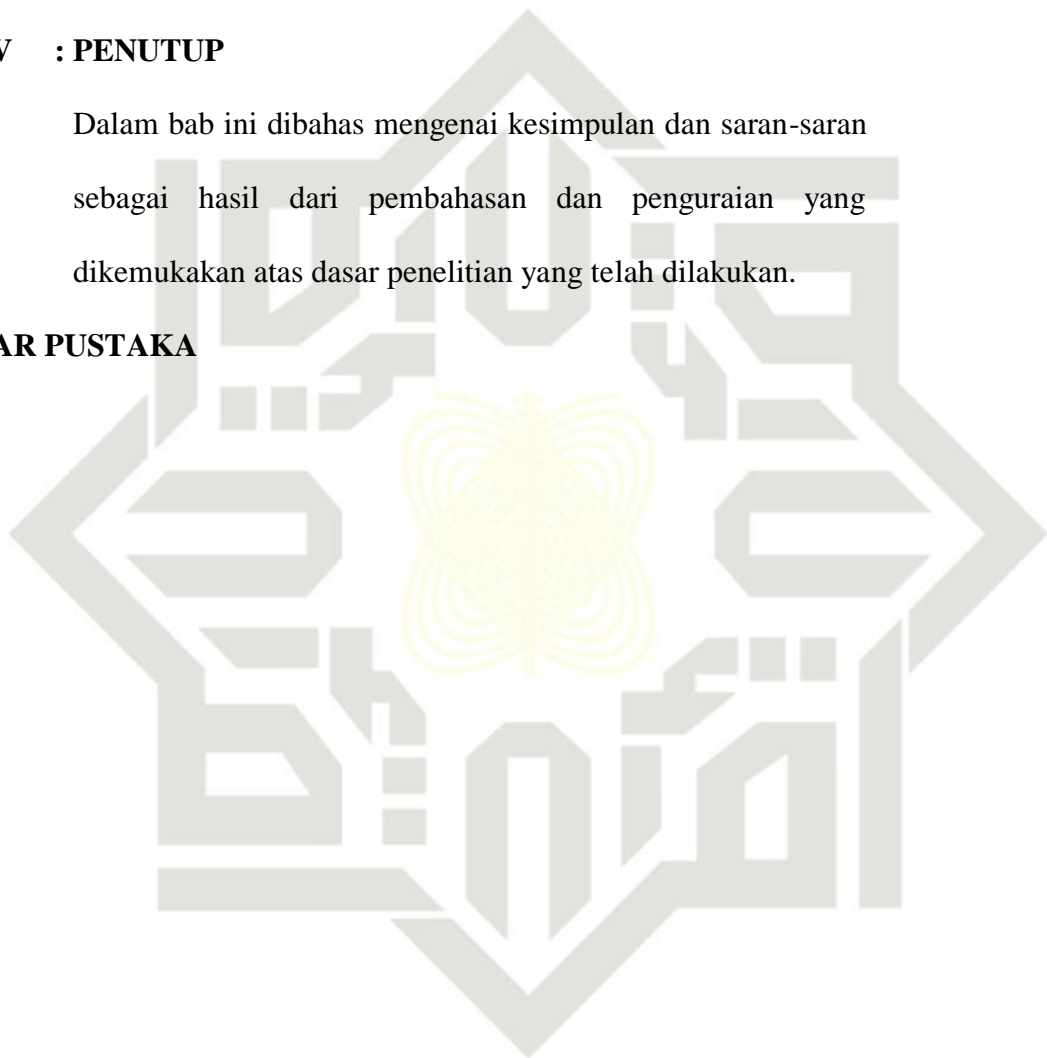 V : PENUTUP
Dalam bab ini dibahas mengenai kesimpulan dan saran-saran
sebagai hasil dari pembahasan dan penguraian yang
dikemukakan atas dasar penelitian yang telah dilakukan.
AR PUSTAKA